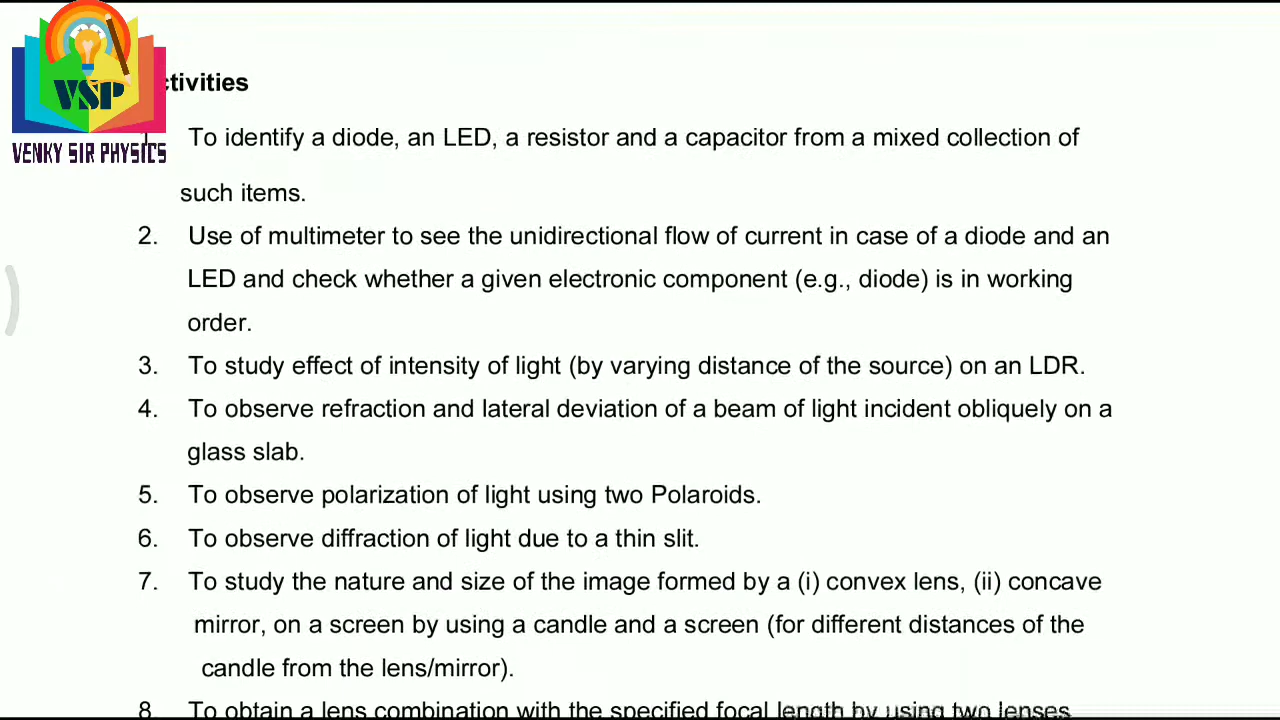 VSP
VENKY SIR PHYSICS
ctivities
1. To identify a diode, an LED, a resistor and a capacitor from a mixed collection of
such items.
2. Use of multimeter to see the unidirectional flow of current in case of a diode and an
LED and check whether a given electronic component (e.g., diode) is in working
order.
3. To study effect of intensity of light (by varying distance of the source) on an LDR.
4. To observe refraction and lateral deviation of a beam of light incident obliquely on a
glass slab.
5. To observe polarization of light using two Polaroids.
6. To observe diffraction of light due to a thin slit.
7. To study the nature and size of the image formed by a (i) convex lens, (ii) concave
mirror, on a screen by using a candle and a screen (for different distances of the
candle from the lens/mirror).
8. To obtain a lens combination with the specified focal length by using two lenses